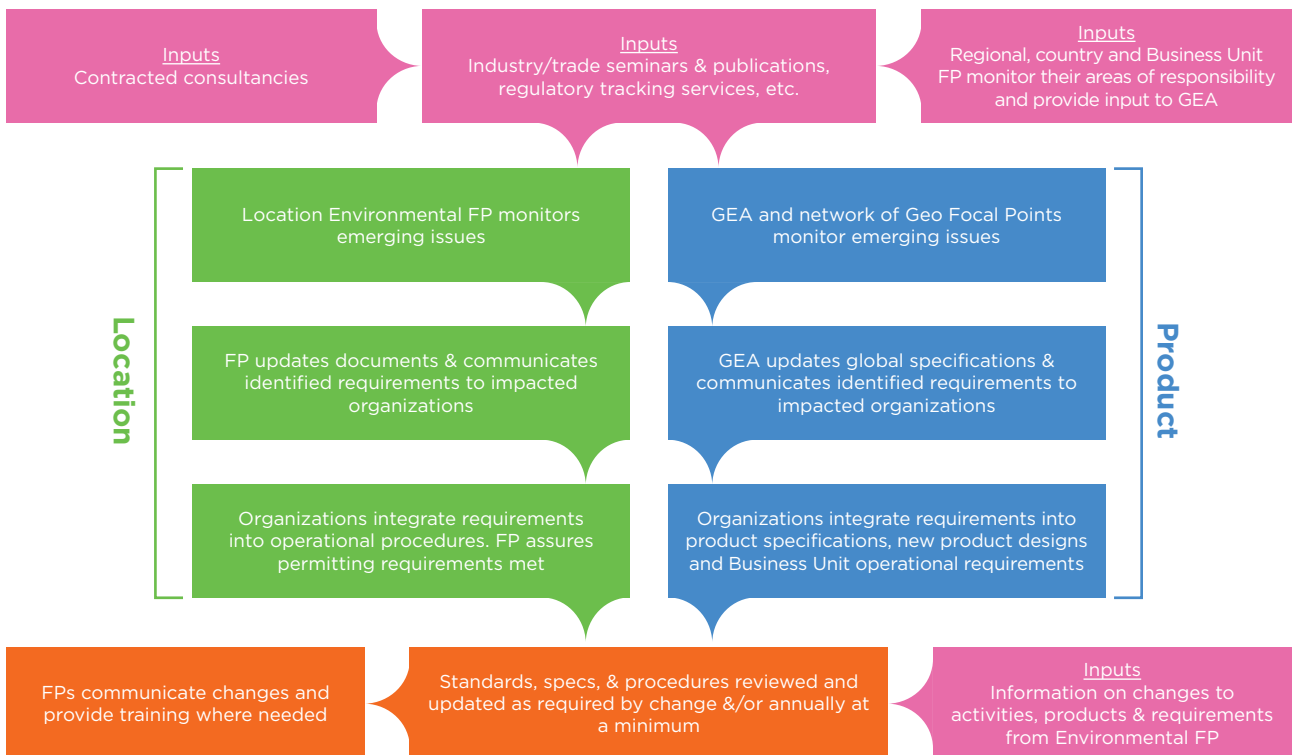 Inputs
Contracted consultancies
Inputs
Industry/trade seminars & publications,
regulatory tracking services, etc.
Inputs
Regional, country and Business Unit
FP monitor their areas of responsibility
and provide input to GEA
Location
Location Environmental FP monitors
emerging issues
FP updates documents & communicates
identified requirements to impacted
organizations
Organizations integrate requirements
into operational procedures. FP assures
permitting requirements met
Product
GEA and network of Geo Focal Points
monitor emerging issues
GEA updates global specifications &
communicates identified requirements to
impacted organizations
Organizations integrate requirements into
product specifications, new product designs
and Business Unit operational requirements
FPs communicate changes and
provide training where needed
Standards, specs, & procedures reviewed and
updated as required by change &/or annually at
a minimum
Inputs
Information on changes to
activities, products & requirements
from Environmental FP